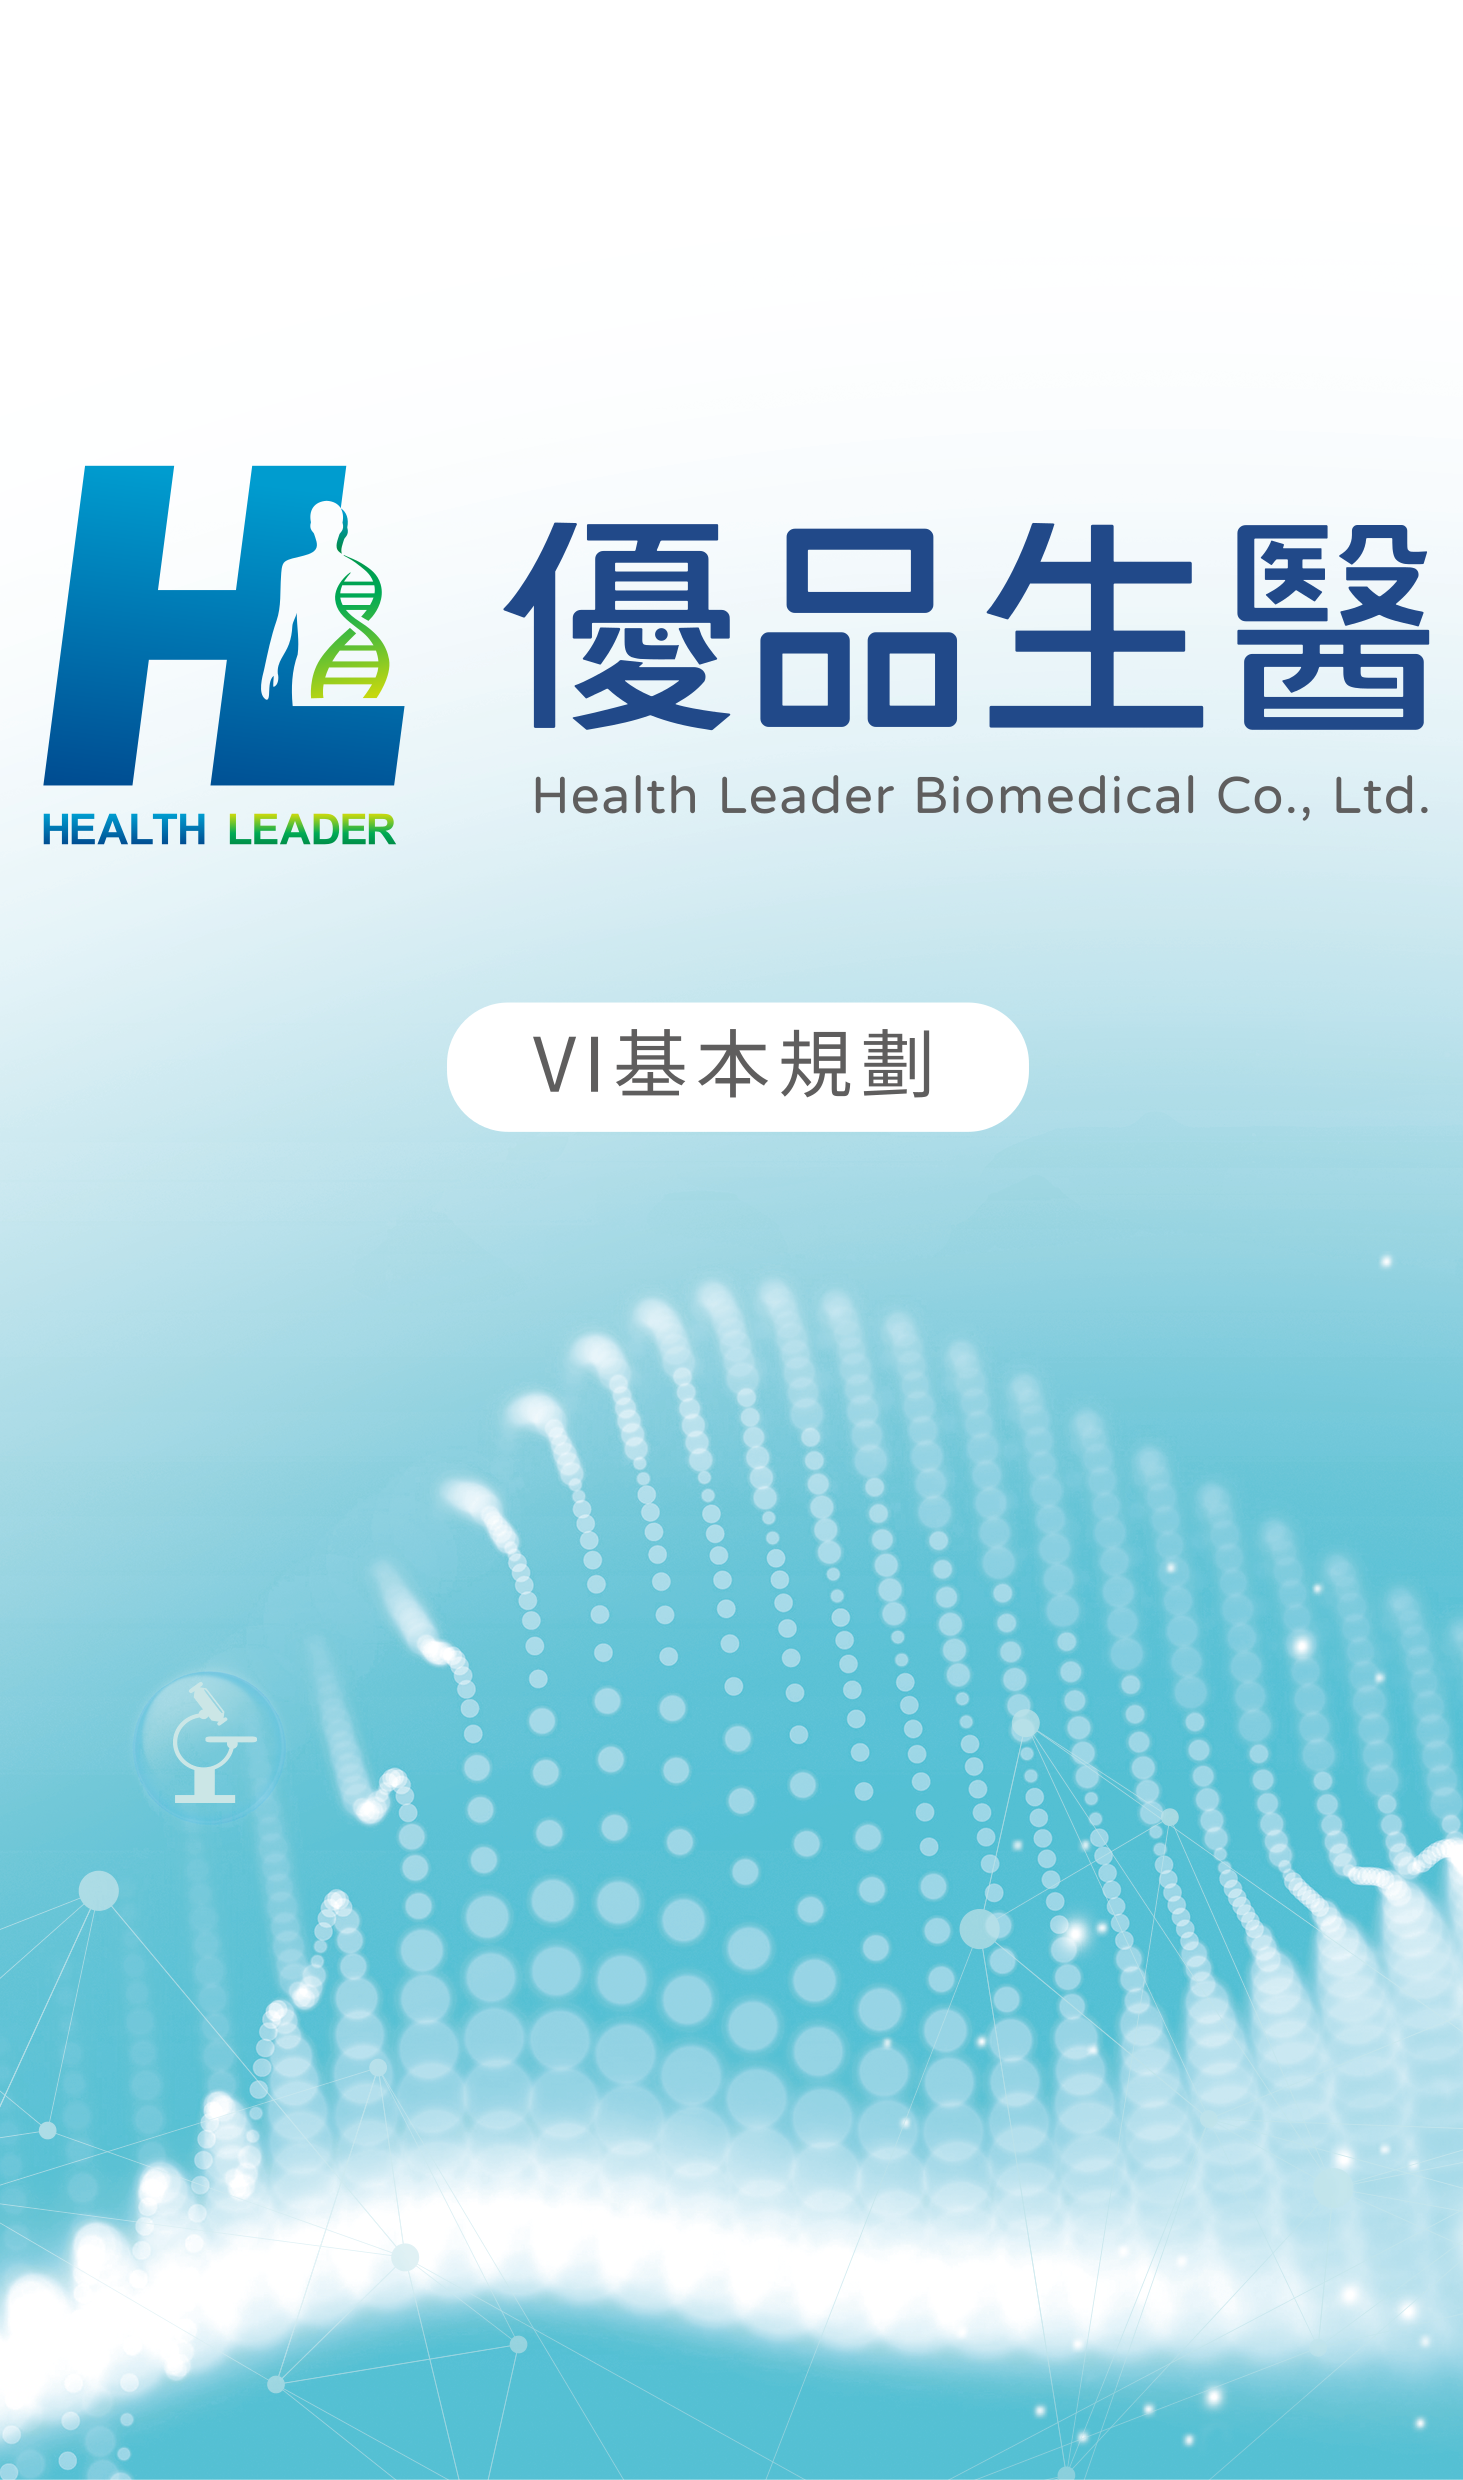 HL
HEALTH LEADER
優品生醫
Health Leader Biomedical Co., Ltd.
VI基本規劃